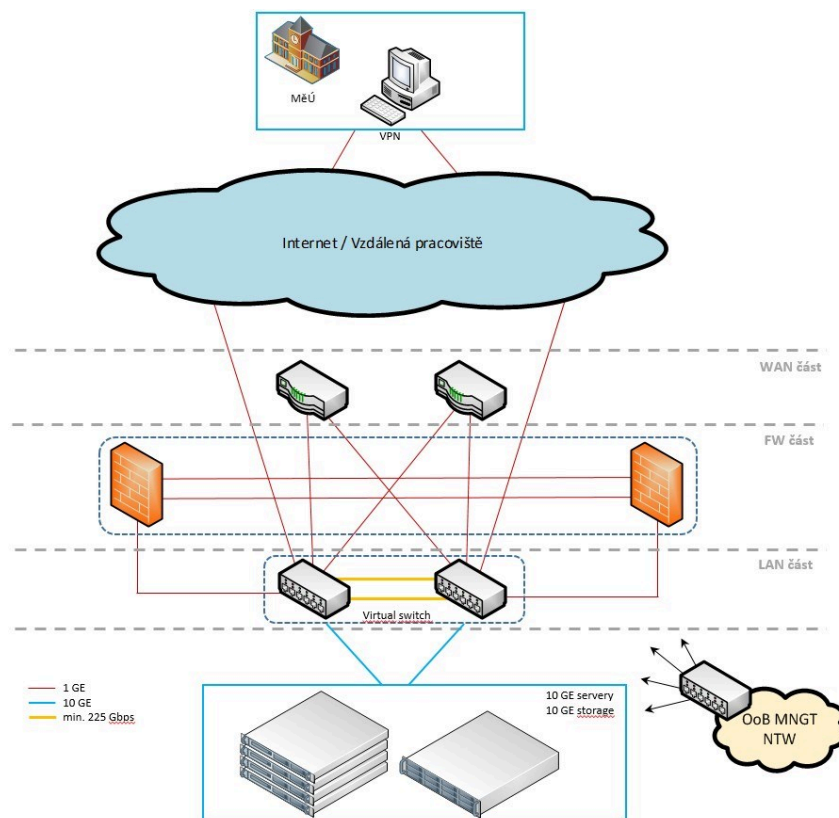 MěÚ
VPN
Internet / Vzdálená pracoviště
WAN část
FW část
LAN část
Virtual switch
1 GE
10 GE
min. 225 Gbps
10 GE servery
10 GE storage
OoB MNGT
NTW